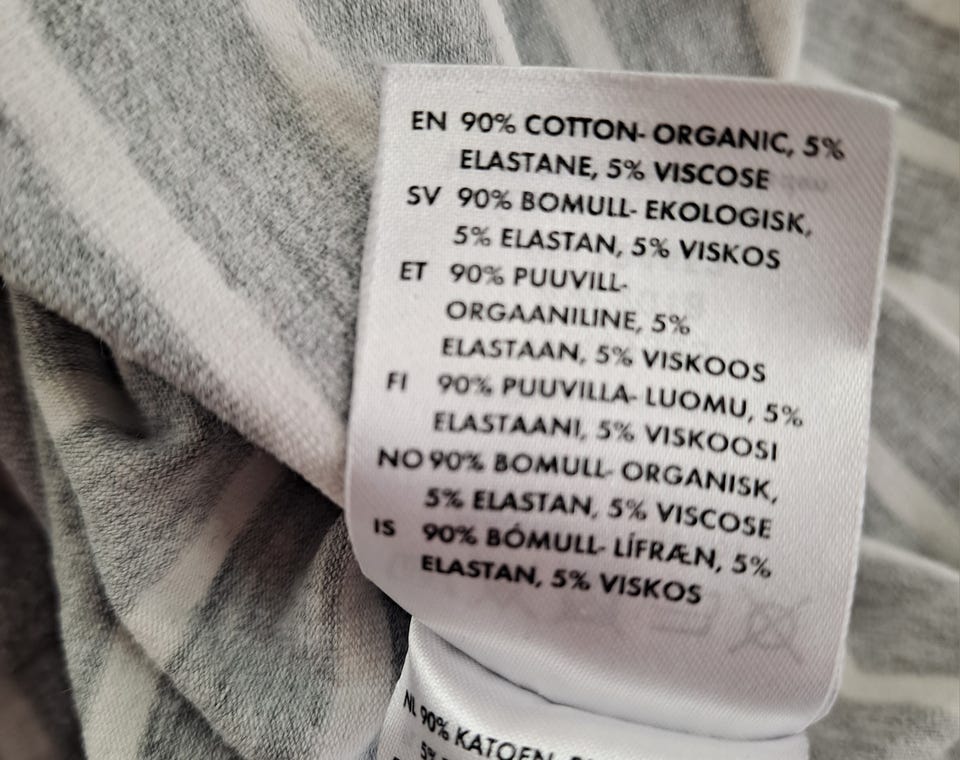 EN 90% COTTON- ORGANIC, 5%
ELASTANE, 5% VISCOSE
SV 90% BOMULL- EKOLOGISK,
5% ELASTAN, 5% VISKOS
ET 90% PUUVILL-
ORGAANILINE, 5%
ELASTAAN, 5% VISKOOS
FI 90% PUUVILLA- LUOMU, 5%
ELASTAANI, 5% VISKOOSI
NO 90% BOMULL- ORGANISK,
5% ELASTAN, 5% VISCOSE
IS 90% BÓMULL- LÍFRÆN, 5%
ELASTAN, 5% VISKOS
NL 90% KATOEN-
5%